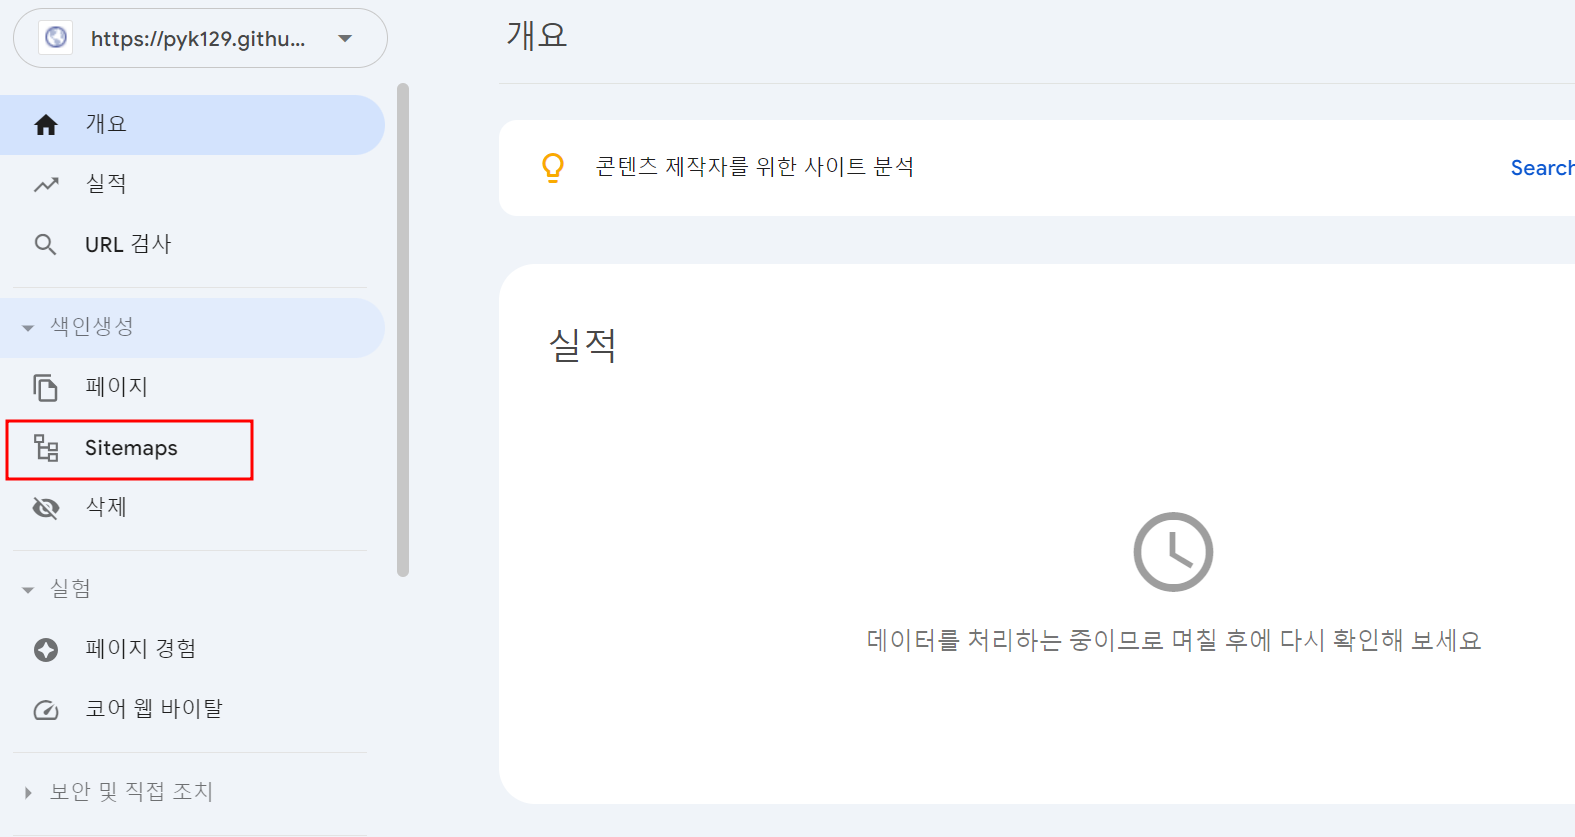 https://pyk129.githu...
개요
실적
URL 검사
색인생성
페이지
Sitemaps
삭제
실험
페이지 경험
코어 웹 바이탈
보안 및 직접 조치
개요
콘텐츠 제작자를 위한 사이트 분석
Search
실적
데이터를 처리하는 중이므로 며칠 후에 다시 확인해 보세요